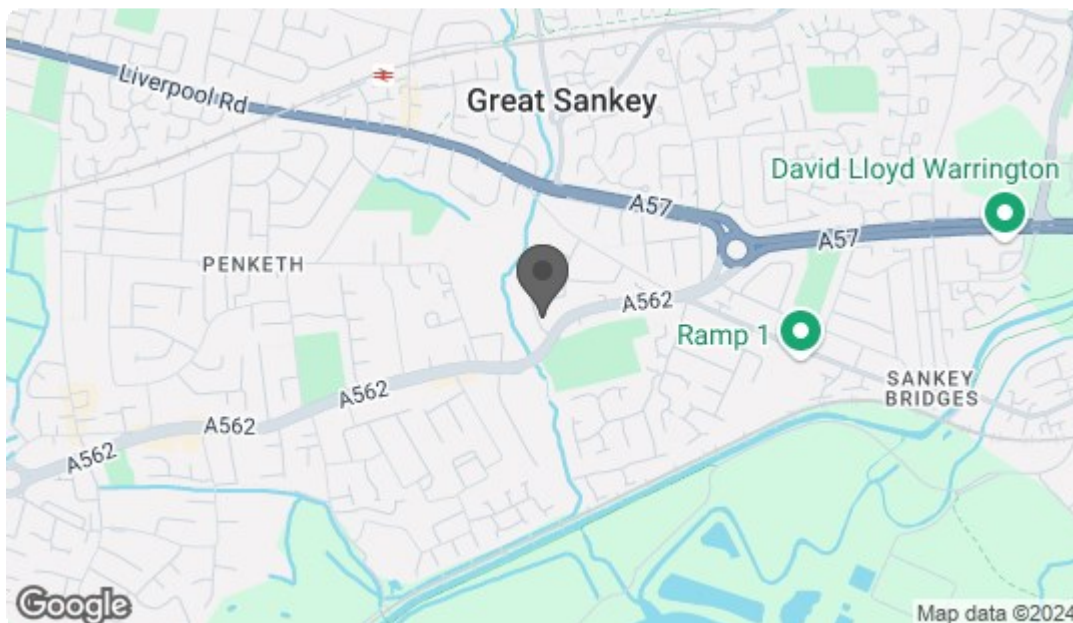 Liverpool Rd
Great Sankey
David Lloyd Warrington
A57
A57
PENKETH
A562
Ramp 1
SANKEY
BRIDGES
A562
A562
A562
Google
Map data ©2024